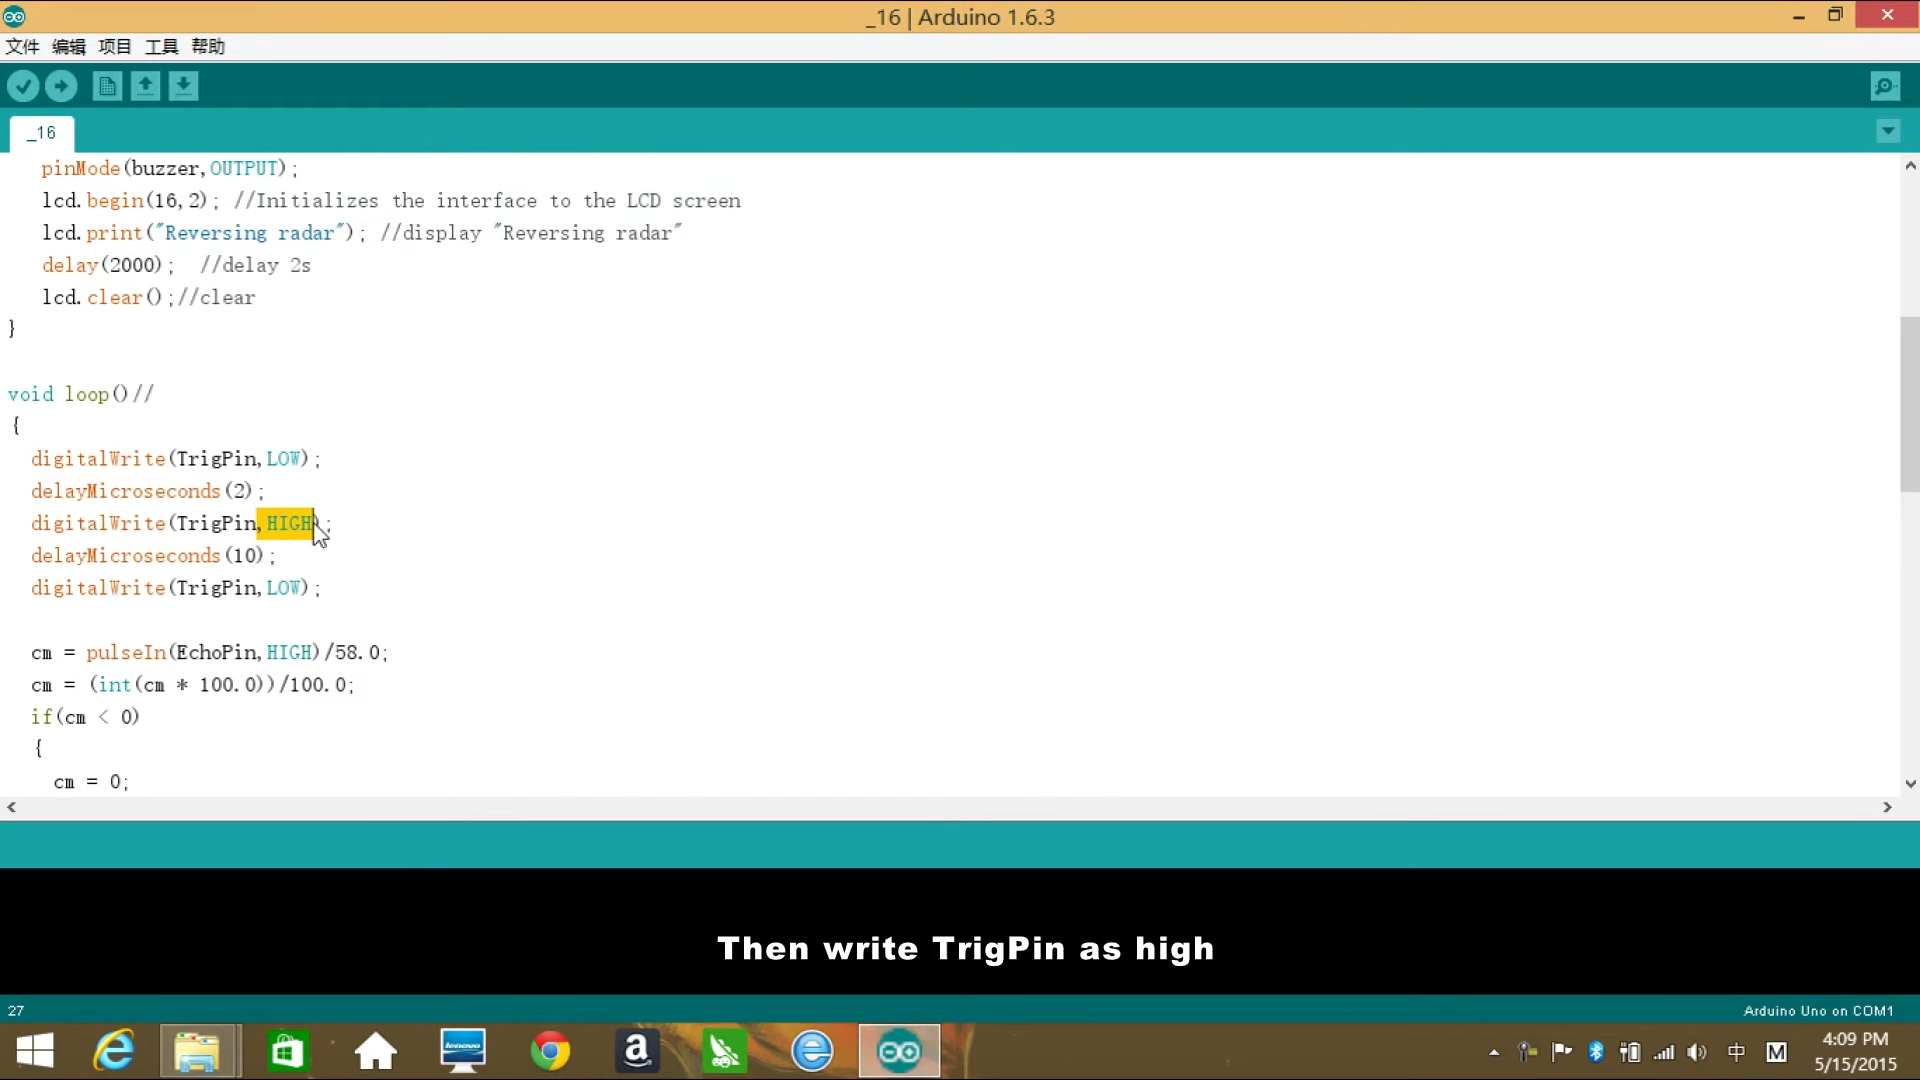 _16 | Arduino 1.6.3
文件 编辑 项目 工具 帮助
_16
pinMode(buzzer,OUTPUT);
lcd.begin(16,2); //Initializes the interface to the LCD screen
lcd.print("Reversing radar"); //display "Reversing radar"
delay(2000);  //delay 2s
lcd.clear();//clear
}
void loop()//
{
digitalWrite(TrigPin,LOW);
delayMicroseconds(2);
digitalWrite(TrigPin,HIGH);
delayMicroseconds(10);
digitalWrite(TrigPin,LOW);
cm = pulseIn(EchoPin,HIGH)/58.0;
cm = (int(cm * 100.0))/100.0;
if(cm < 0)
{
cm = 0;
Then write TrigPin as high
27
Arduino Uno on COM1
lenovo
a
中
M
4:09 PM
5/15/2015